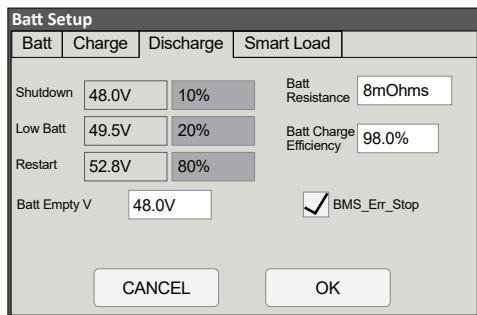 Batt Setup
Batt Charge Discharge Smart Load
Shutdown 48.0V 10%
Batt
Resistance 8mOhms
Low Batt 49.5V 20%
Batt Charge
Efficiency 98.0%
Restart 52.8V 80%
Batt Empty V 48.0V
BMS_Err_Stop
CANCEL OK